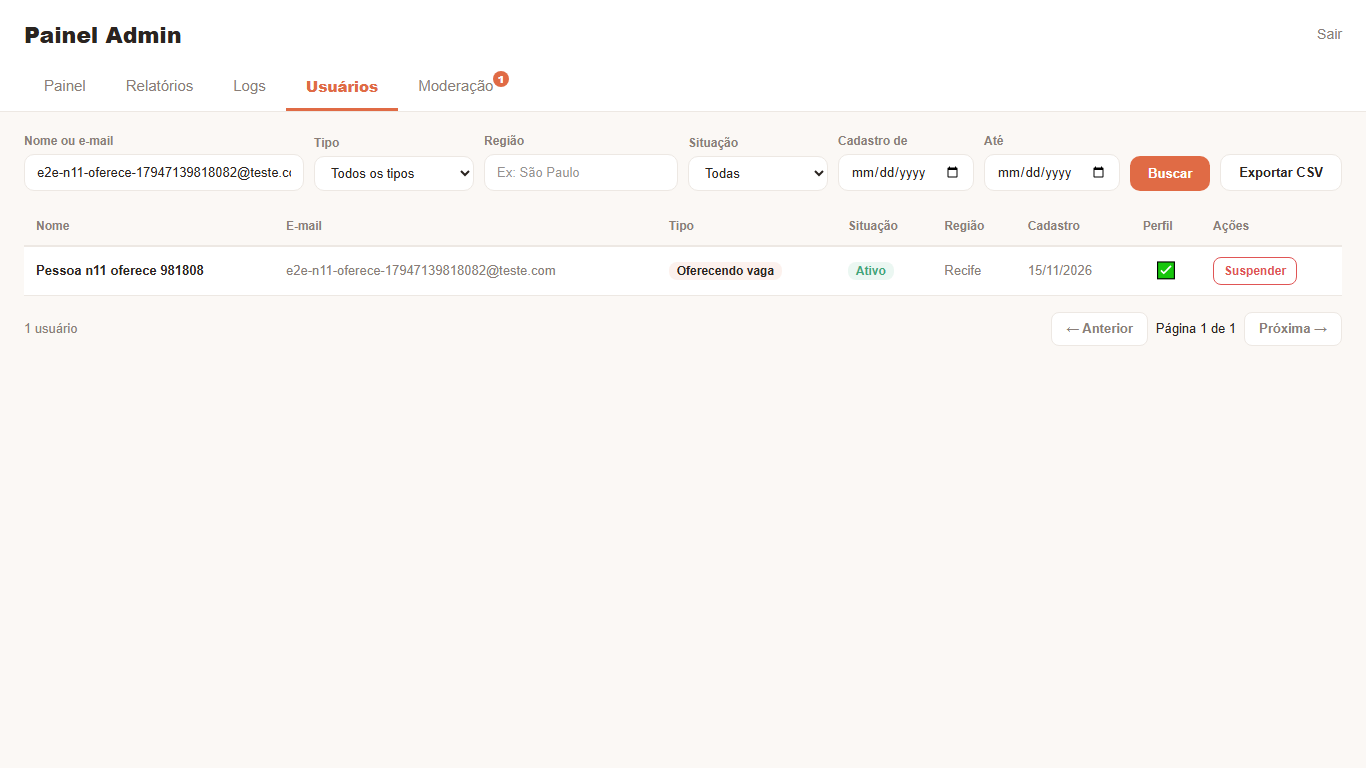 Painel Admin
Sair
Painel Relatórios Logs Usuários Moderação 1
Nome ou e-mail Tipo Região Situação Cadastro de Até
e2e-n11-oferece-17947139818082@teste.co Todos os tipos Ex: São Paulo Todas mm/dd/yyyy mm/dd/yyyy Buscar Exportar CSV
Nome E-mail Tipo Situação Região Cadastro Perfil Ações
Pessoa n11 oferece 981808 e2e-n11-oferece-17947139818082@teste.com Oferecendo vaga Ativo Recife 15/11/2026 ✅ Suspender
1 usuário ← Anterior Página 1 de 1 Próxima →